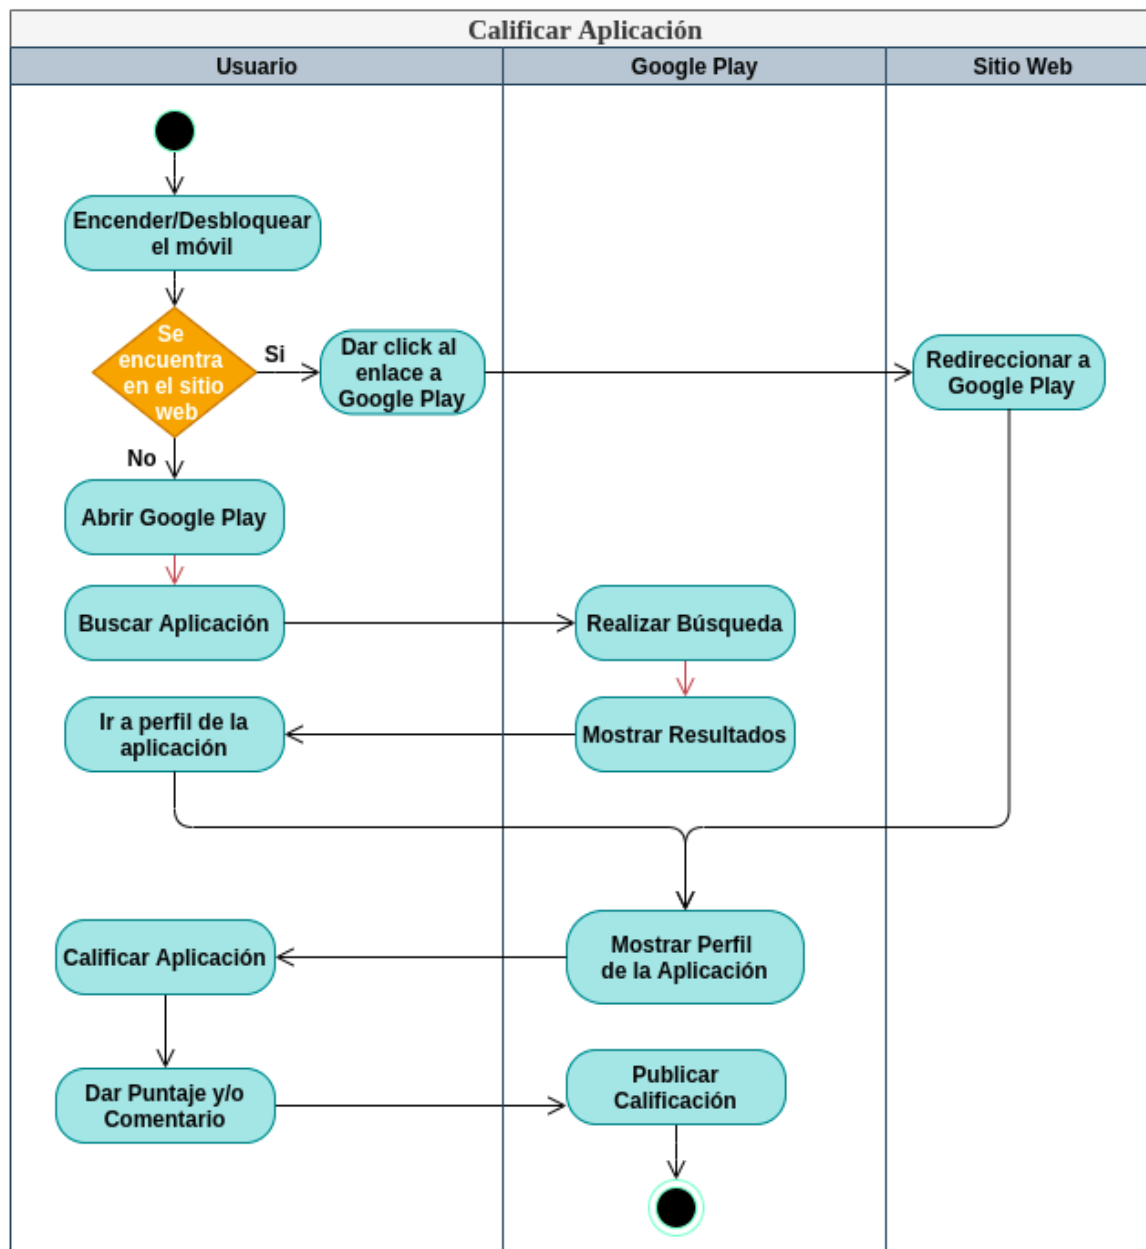 Calificar Aplicación
Usuario
Google Play
Sitio Web
Encender/Desbloquear
el móvil
Se
encuentra
en el sitio
web
Si
Dar click al
enlace a
Google Play
Redireccionar a
Google Play
No
Abrir Google Play
Buscar Aplicación
Realizar Búsqueda
Ir a perfil de la
aplicación
Mostrar Resultados
Mostrar Perfil
de la Aplicación
Calificar Aplicación
Dar Puntaje y/o
Comentario
Publicar
Calificación